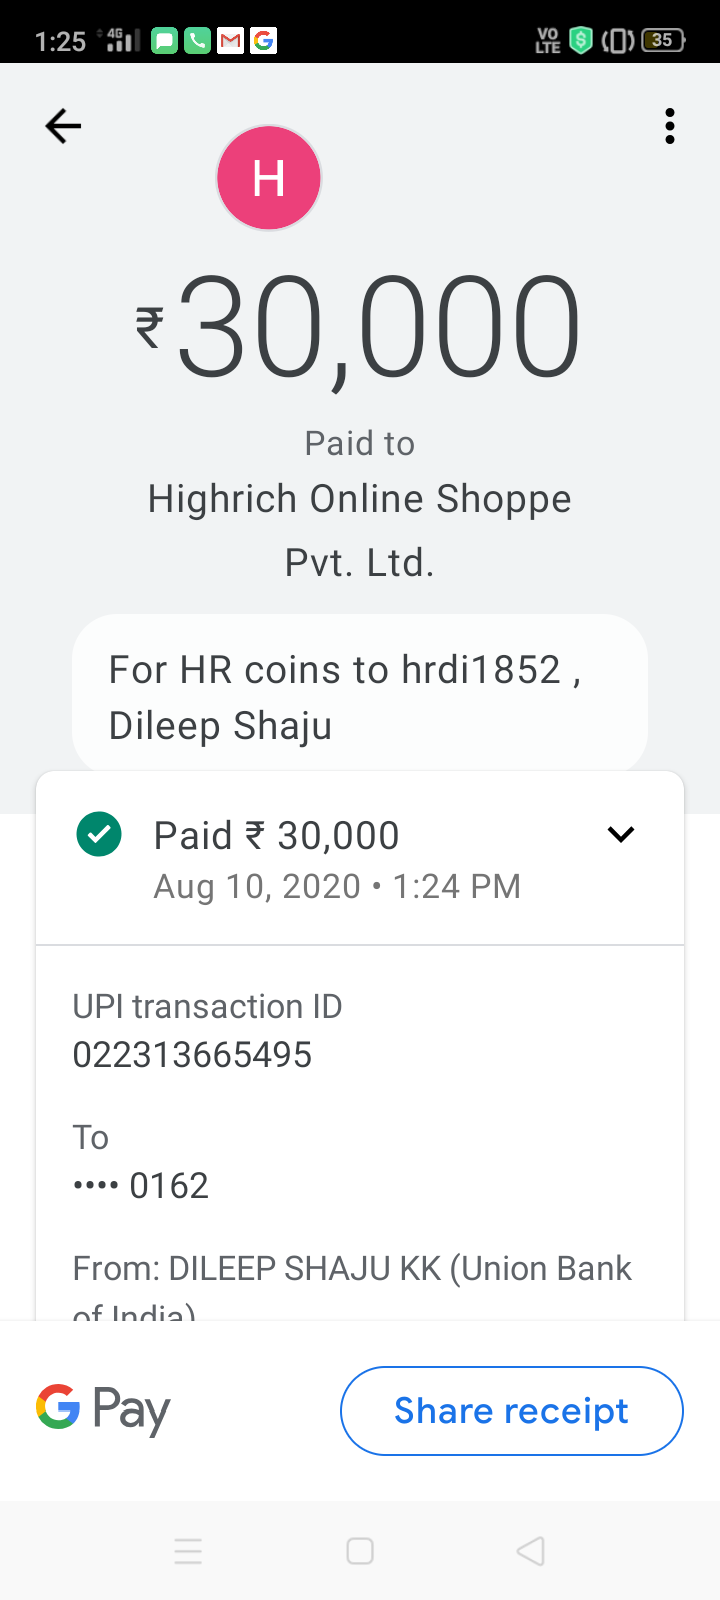 1:25 4G VO LTE 35
H
₹30,000
Paid to
Highrich Online Shoppe
Pvt. Ltd.
For HR coins to hrdi1852 ,
Dileep Shaju
Paid ₹ 30,000
Aug 10, 2020 • 1:24 PM
UPI transaction ID
022313665495
To
•••• 0162
From: DILEEP SHAJU KK (Union Bank
of India)
G Pay Share receipt